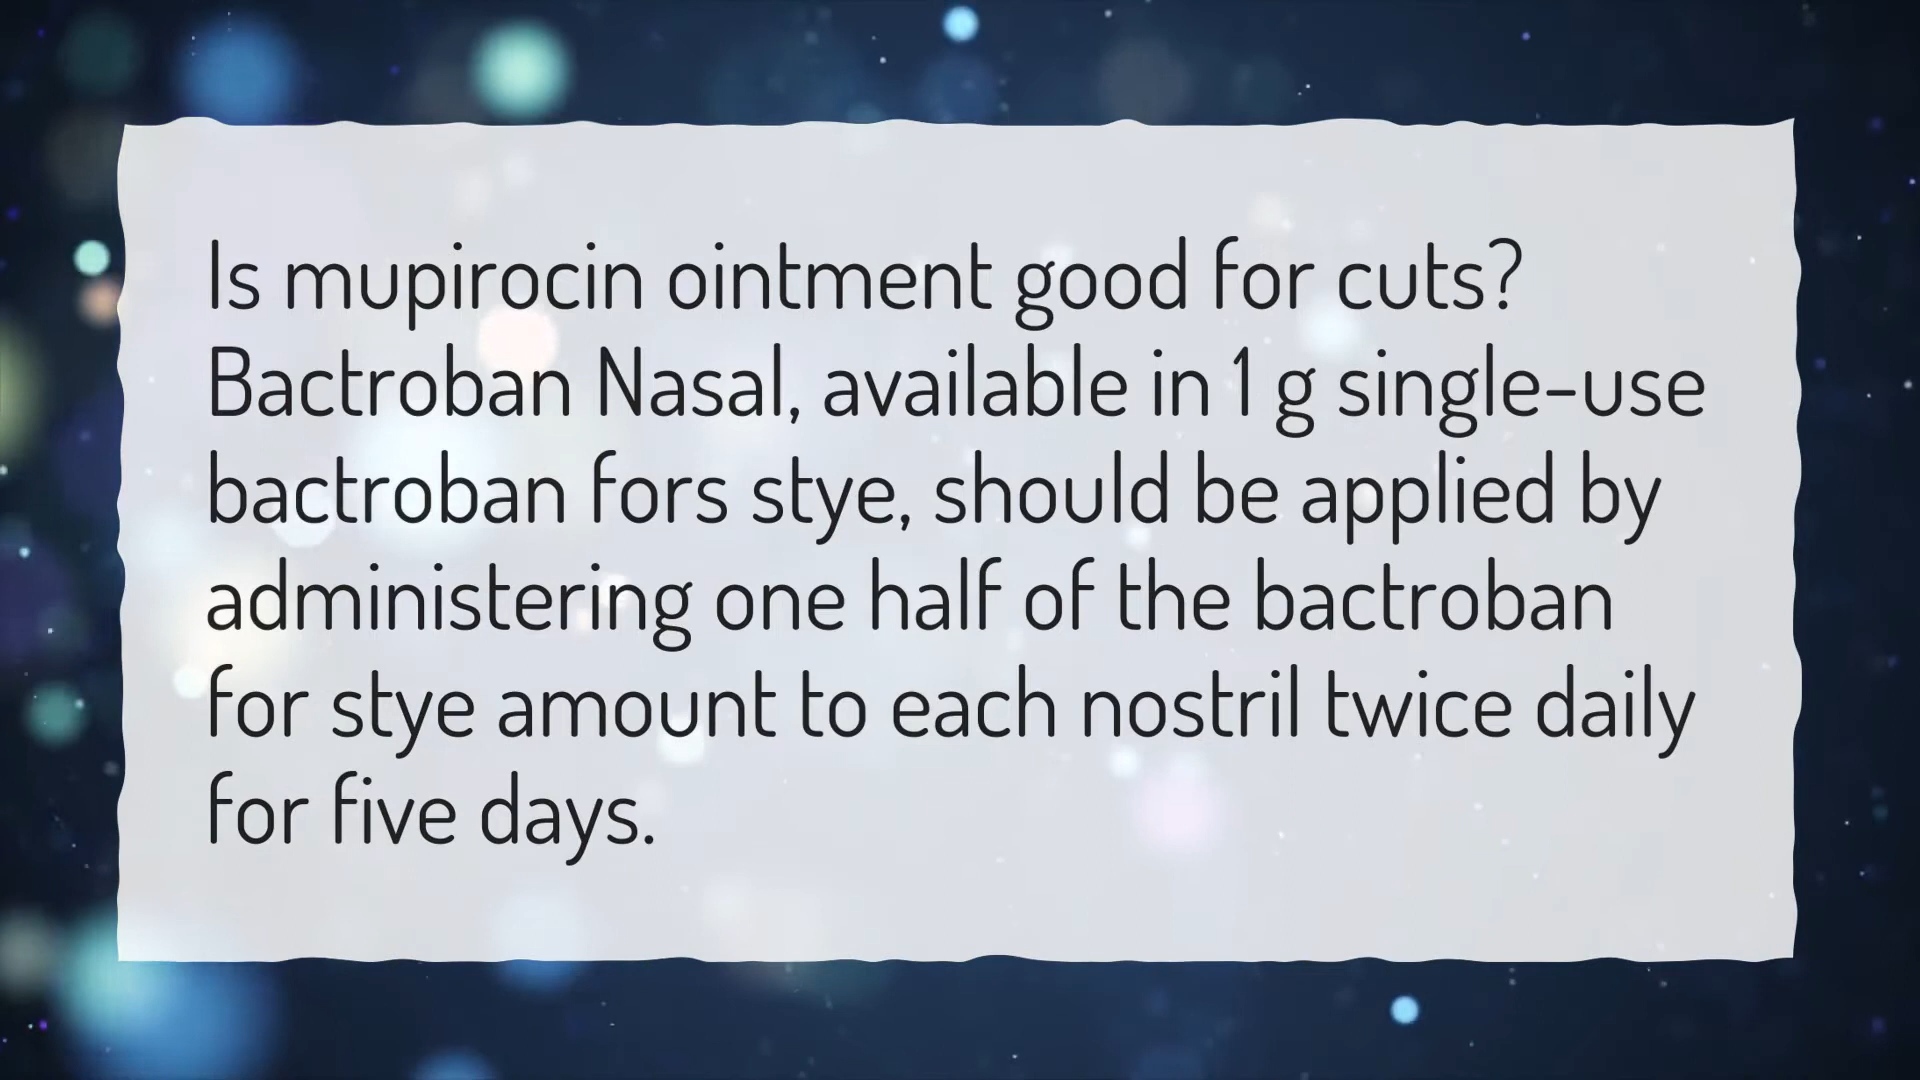 Is mupirocin ointment good for cuts?
Bactroban Nasal, available in 1 g single-use
bactroban fors stye, should be applied by
administering one half of the bactroban
for stye amount to each nostril twice daily
for five days.